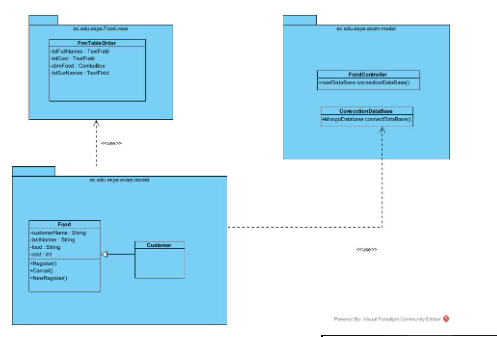 ec.edu.espe.Food.view
FrmTableOrder
-txtFullNames : TextField
-txtCost : TextField
-cbmFood : ComboBox
-txtSurNames : TextField
ec.edu.espe.exam.model
FoodController
+readDataBase connectionDataBase()
ConecctionDataBase
+MongoDatabase connectDataBase()
<<use>>
ec.edu.espe.exam.model
Food
-customerName : String
-lastNames : String
-food : String
-cost : int
+Register()
+Cancel()
+NewRegister()
Customer
<<use>>
Powered By: Visual Paradigm Community Edition